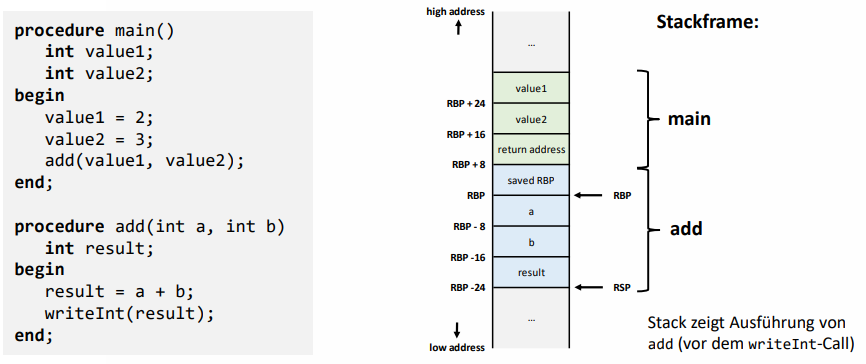 procedure main()
int value1;
int value2;
begin
value1 = 2;
value2 = 3;
add(value1, value2);
end;
procedure add(int a, int b)
int result;
begin
result = a + b;
writeInt(result);
end;
high address
Stackframe:
...
value1
RBP + 24
value2
main
RBP + 16
return address
RBP + 8
saved RBP
RBP
RBP
a
RBP - 8
add
b
RBP -16
result
RBP -24
RSP
...
low address
Stack zeigt Ausführung von
add (vor dem writeInt-Call)